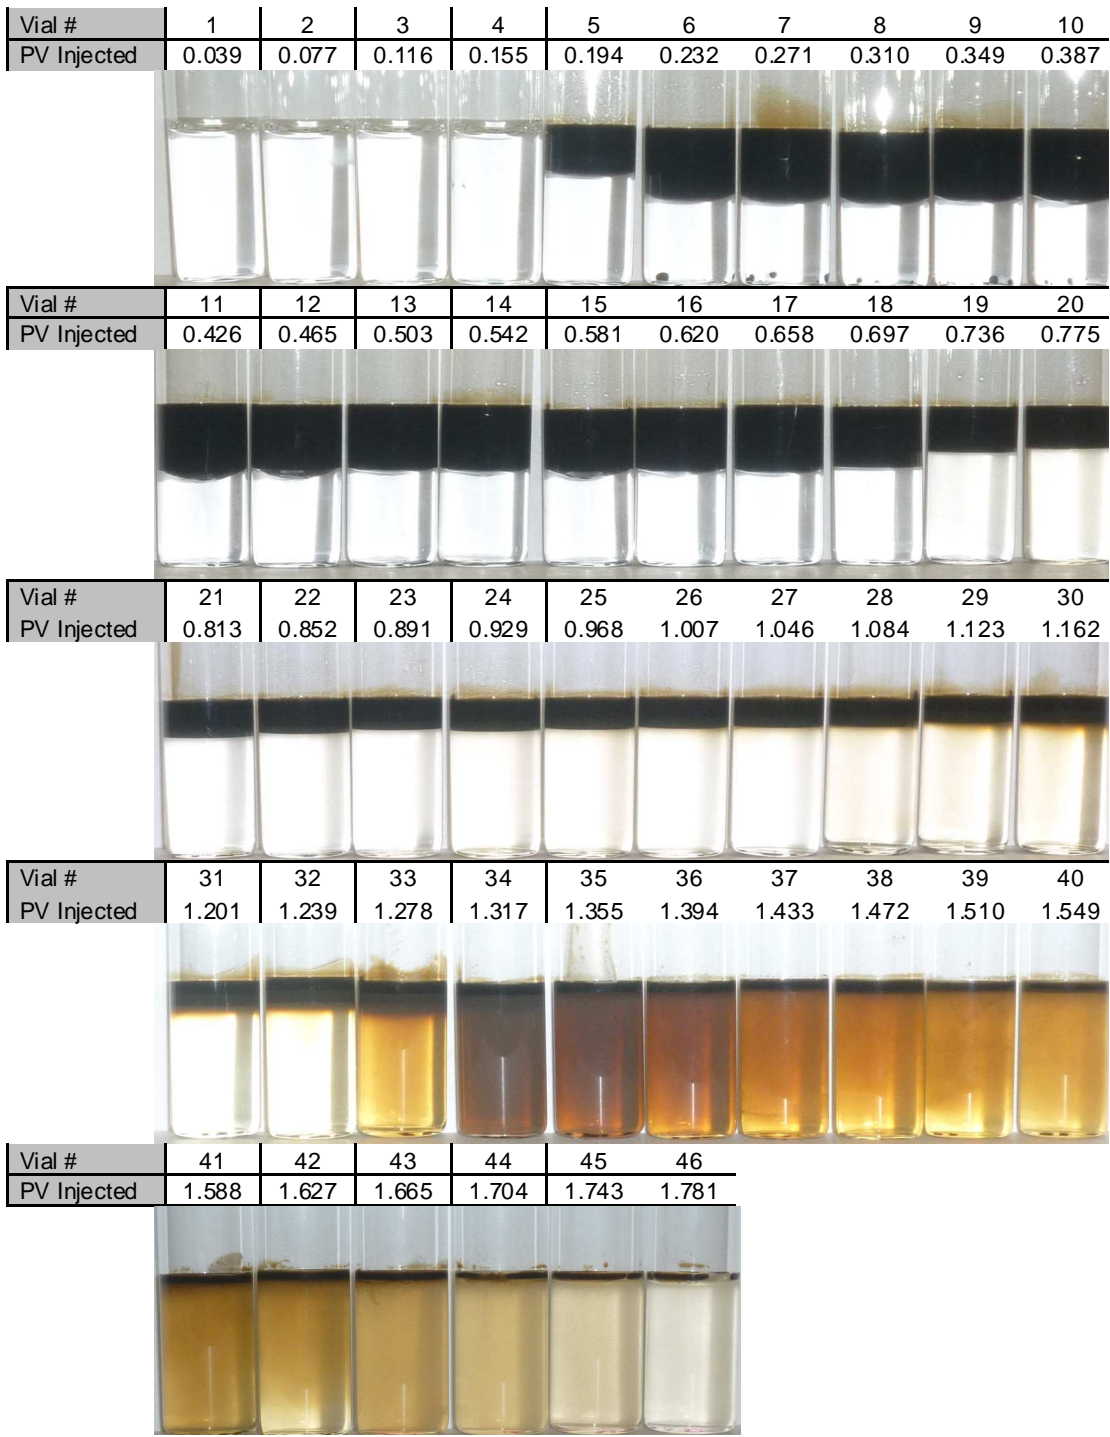 Vial # 1 2 3 4 5 6 7 8 9 10
PV Injected 0.039 0.077 0.116 0.155 0.194 0.232 0.271 0.310 0.349 0.387
Vial # 11 12 13 14 15 16 17 18 19 20
PV Injected 0.426 0.465 0.503 0.542 0.581 0.620 0.658 0.697 0.736 0.775
Vial # 21 22 23 24 25 26 27 28 29 30
PV Injected 0.813 0.852 0.891 0.929 0.968 1.007 1.046 1.084 1.123 1.162
Vial # 31 32 33 34 35 36 37 38 39 40
PV Injected 1.201 1.239 1.278 1.317 1.355 1.394 1.433 1.472 1.510 1.549
Vial # 41 42 43 44 45 46
PV Injected 1.588 1.627 1.665 1.704 1.743 1.781